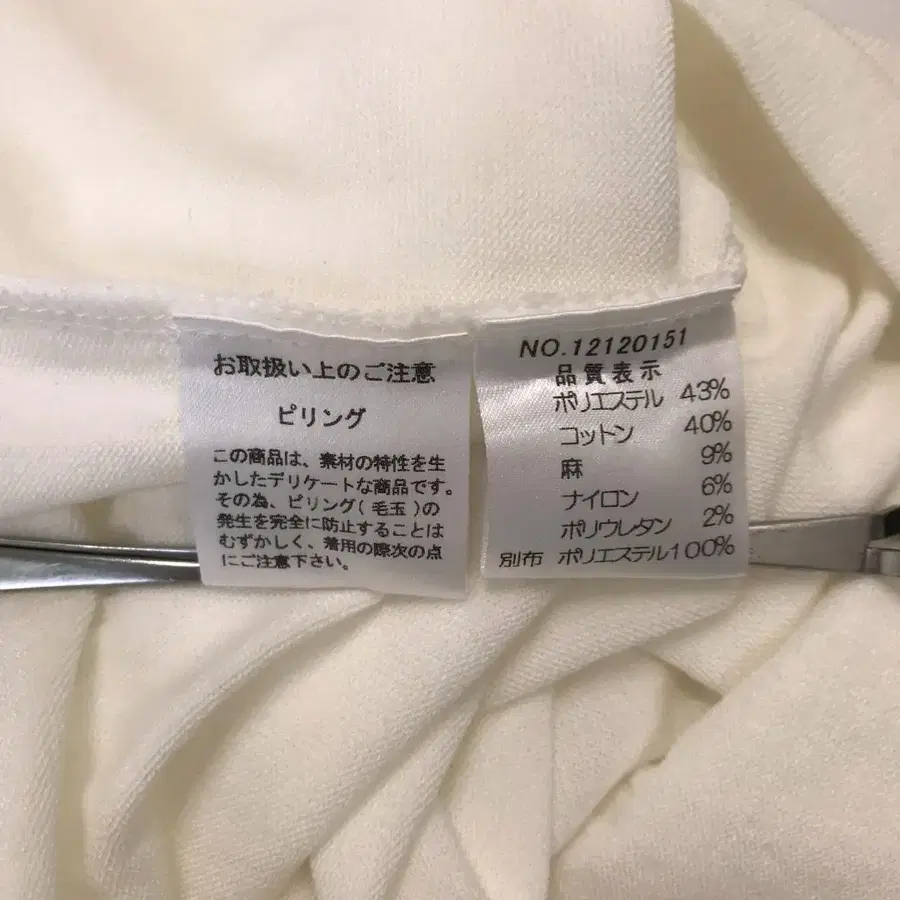 お取扱い上のご注意
ピリング
この商品は、素材の特性を生
かしたデリケートな商品です。
その為、ピリング(毛玉)の
発生を完全に防止することは
むずかしく、着用の際次の点
にご注意下さい。
NO.12120151
品質表示
ポリエステル 43%
コットン 40%
麻 9%
ナイロン 6%
ポリウレタン 2%
別布 ポリエステル100%